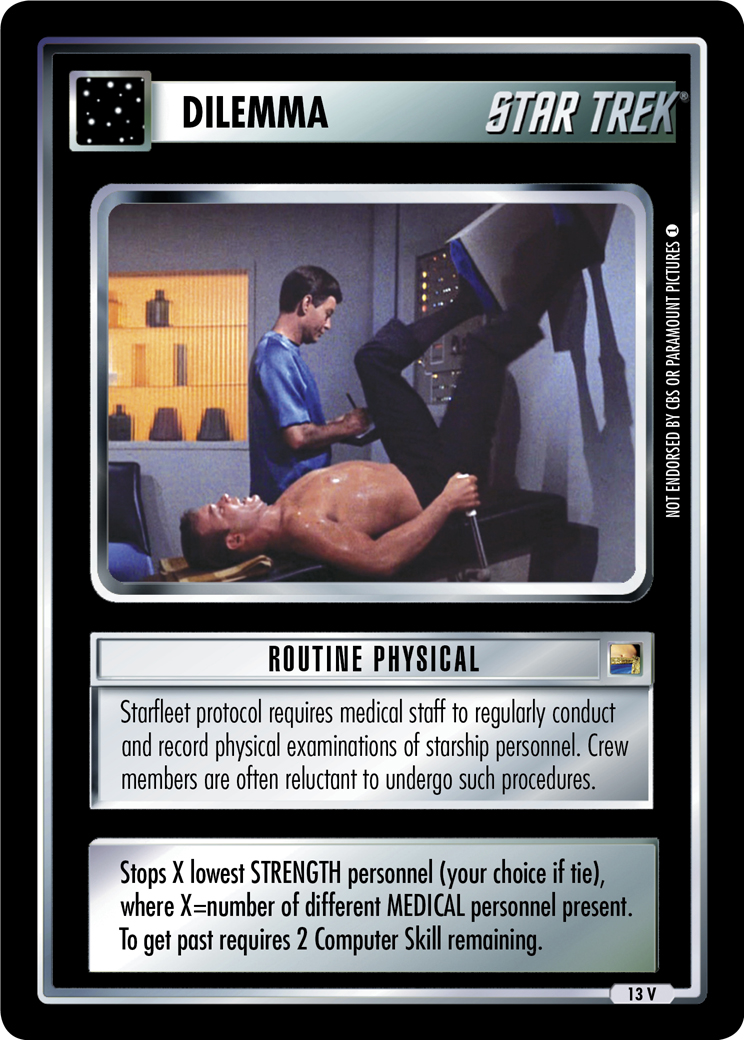 DILEMMA
STAR TREK®
NOT ENDORSED BY CBS OR PARAMOUNT PICTURES 1
ROUTINE PHYSICAL
Starfleet protocol requires medical staff to regularly conduct
and record physical examinations of starship personnel. Crew
members are often reluctant to undergo such procedures.
Stops X lowest STRENGTH personnel (your choice if tie),
where X=number of different MEDICAL personnel present.
To get past requires 2 Computer Skill remaining.
13 V